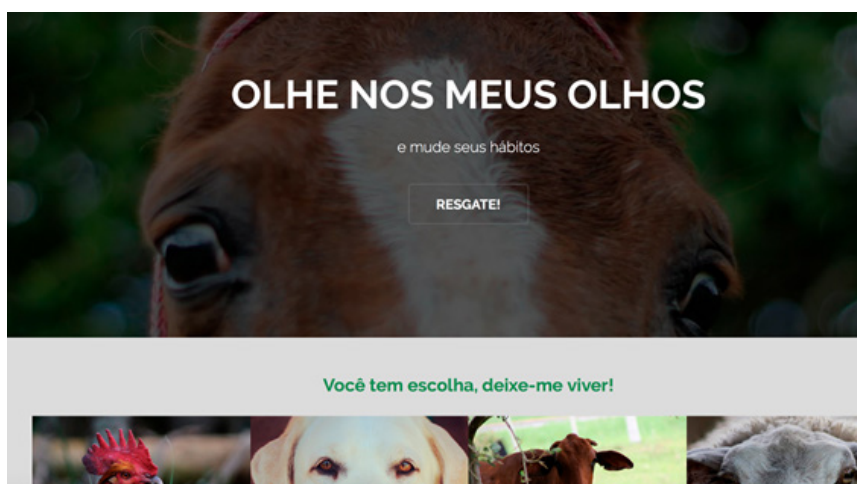 OLHE NOS MEUS OLHOS
e mude seus hábitos
RESGATE!
Você tem escolha, deixe-me viver!